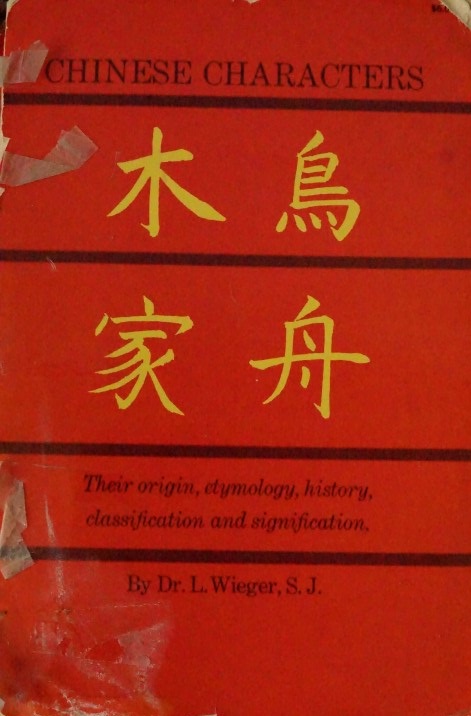 CHINESE CHARACTERS
木 鳥
家 舟
Their origin, etymology, history,
classification and signification.
By Dr. L. Wieger, S. J.